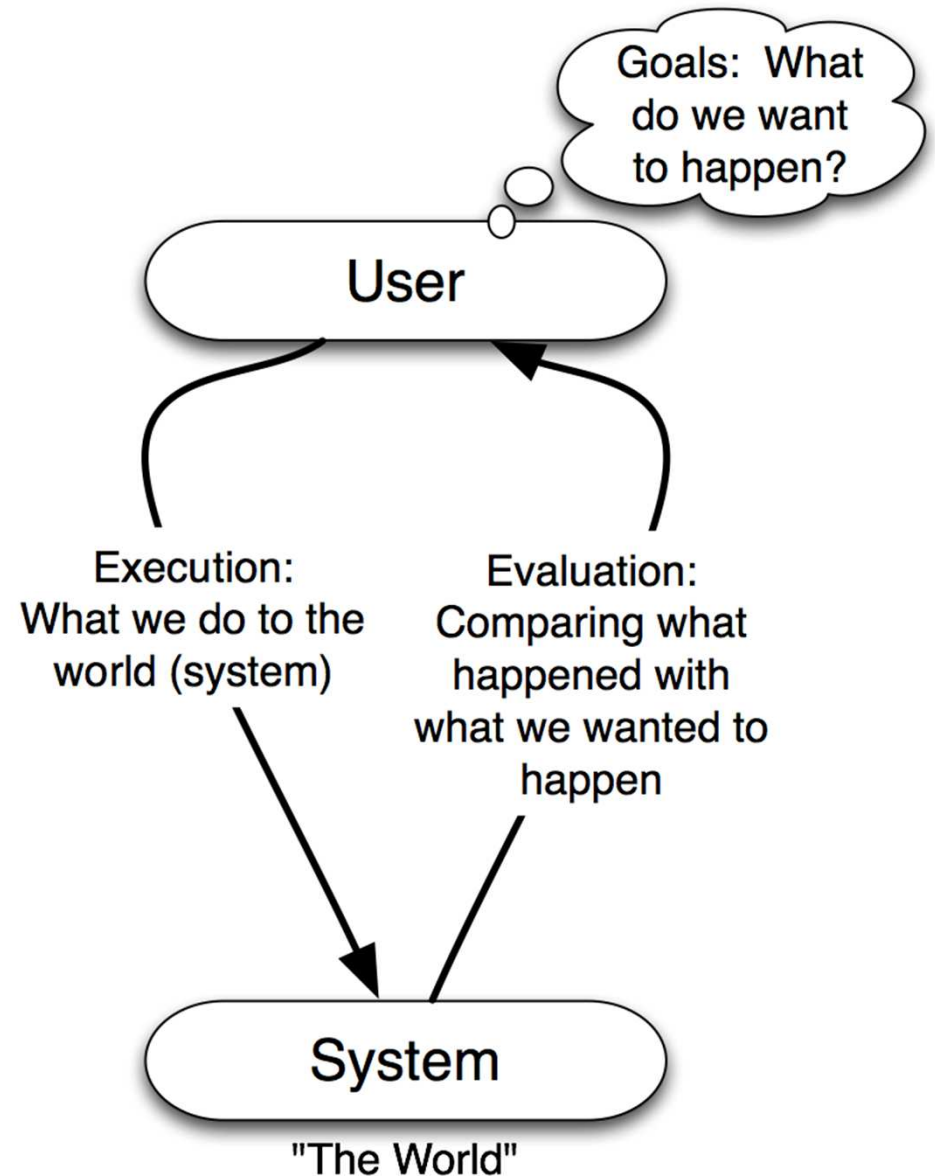 Goals: What
do we want
to happen?
User
Execution:
What we do to the
world (system)
Evaluation:
Comparing what
happened with
what we wanted to
happen
System
"The World"